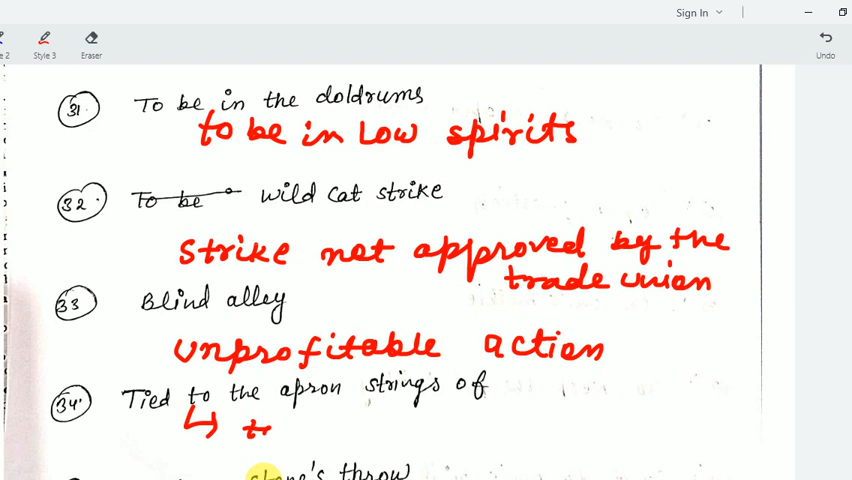 Sign In
Style 3
Eraser
Undo
31. To be in the doldrums
to be in Low spirits
32. To be wild cat strike
strike not approved by the
trade union
33 Blind alley
unprofitable action
34. Tied to the apron strings of
↳ to
stone's throw